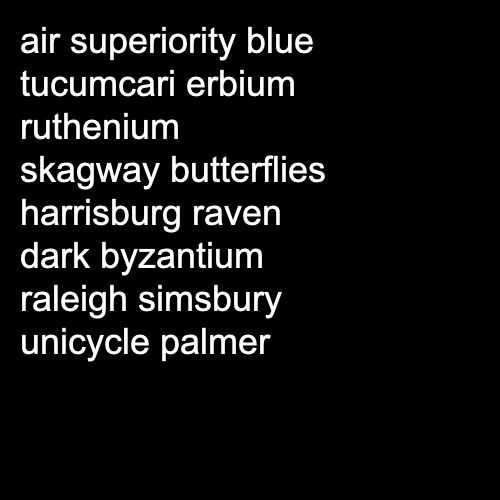 air superiority blue
tucumcari erbium
ruthenium
skagway butterflies
harrisburg raven
dark byzantium
raleigh simsbury
unicycle palmer